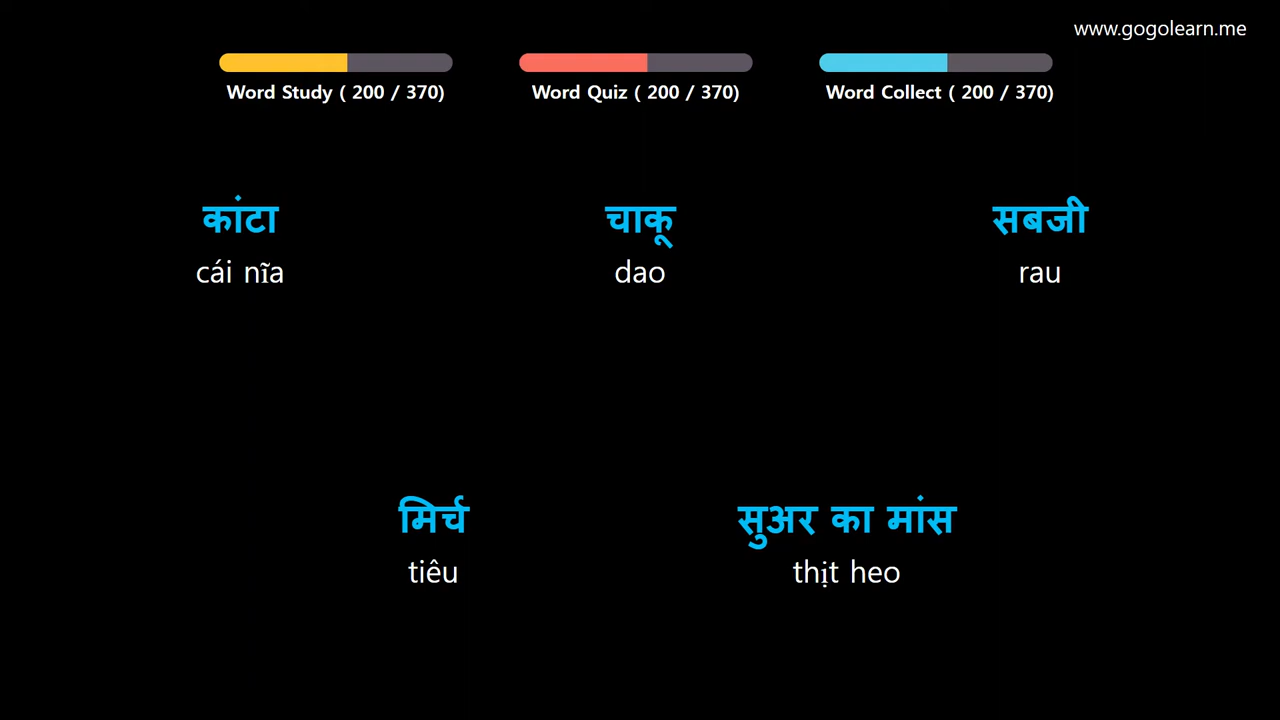 www.gogolearn.me
Word Study ( 200 / 370)
Word Quiz ( 200 / 370)
Word Collect ( 200 / 370)
कांटा
cái nĩa
चाकू
dao
सबजी
rau
मिर्च
tiêu
सुअर का मांस
thịt heo